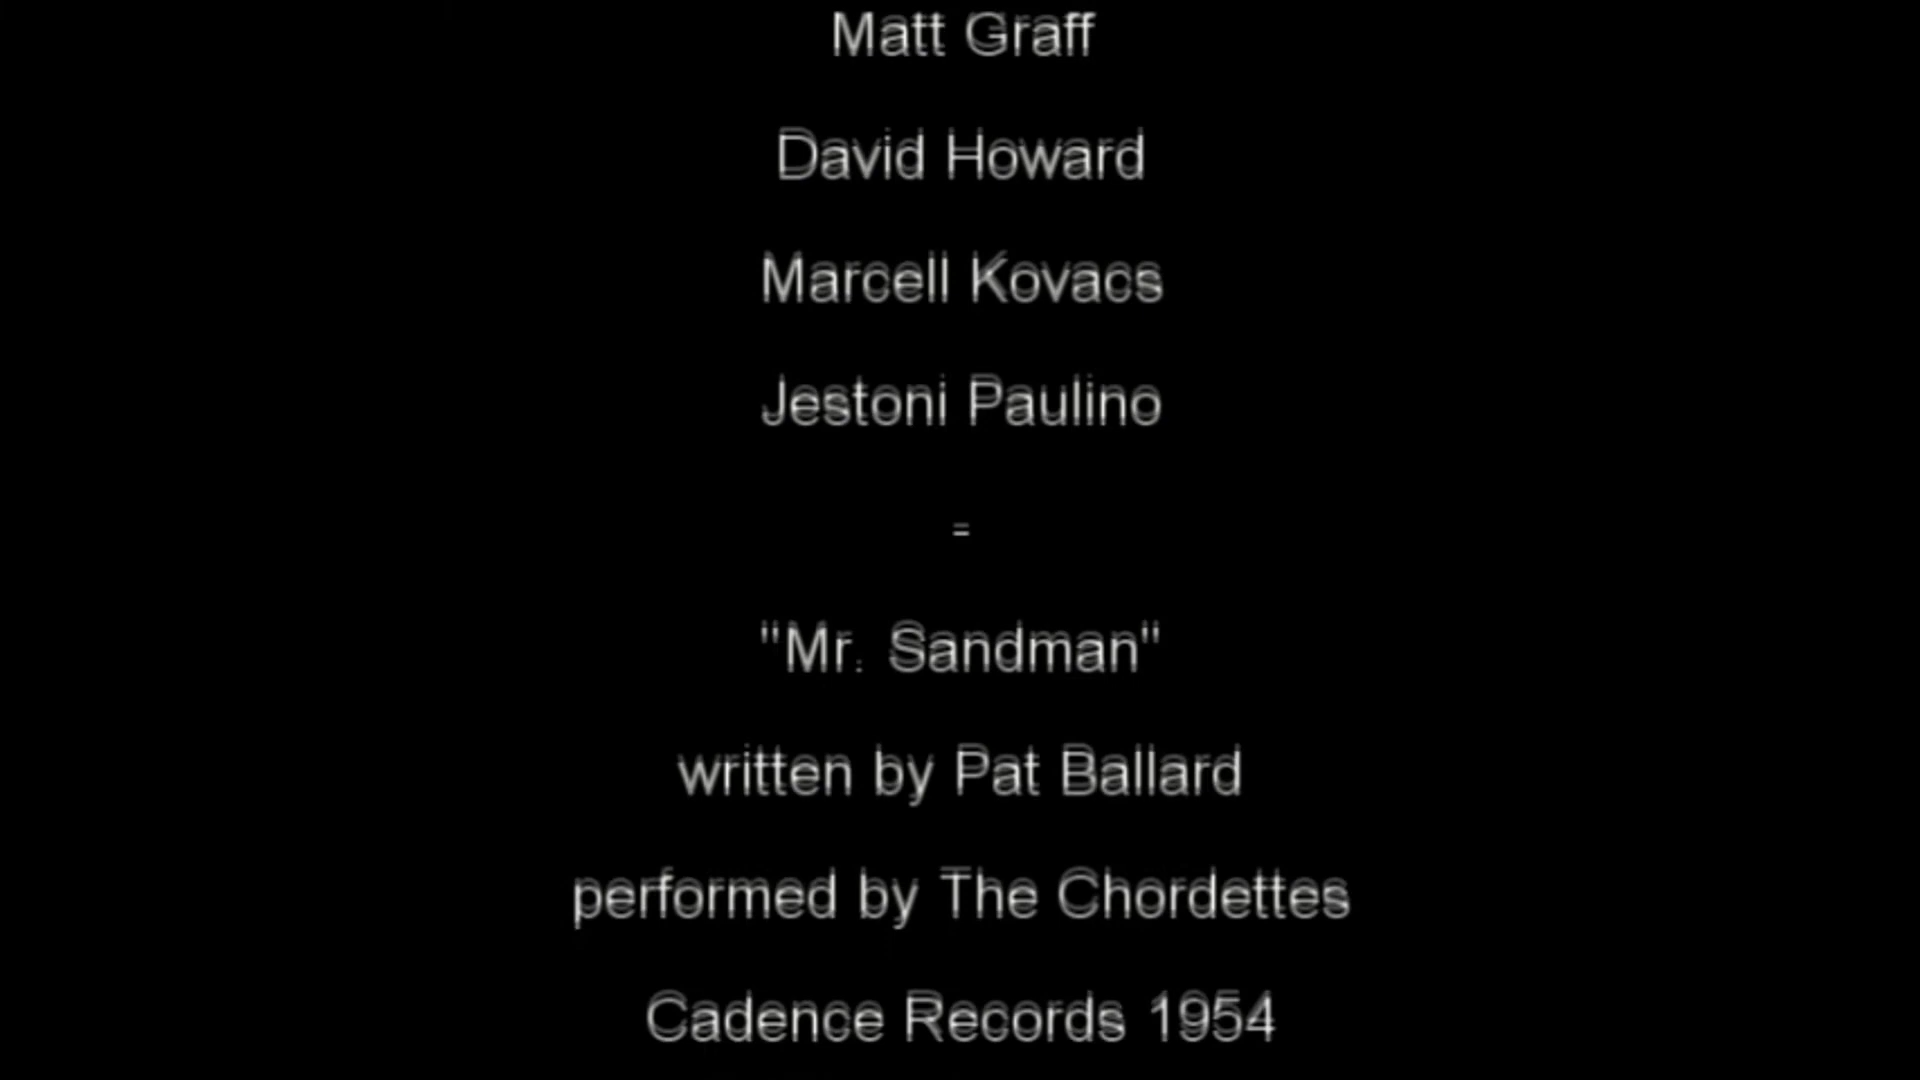 Matt Graff
David Howard
Marcell Kovacs
Jestoni Paulino
-
"Mr. Sandman"
written by Pat Ballard
performed by The Chordettes
Cadence Records 1954